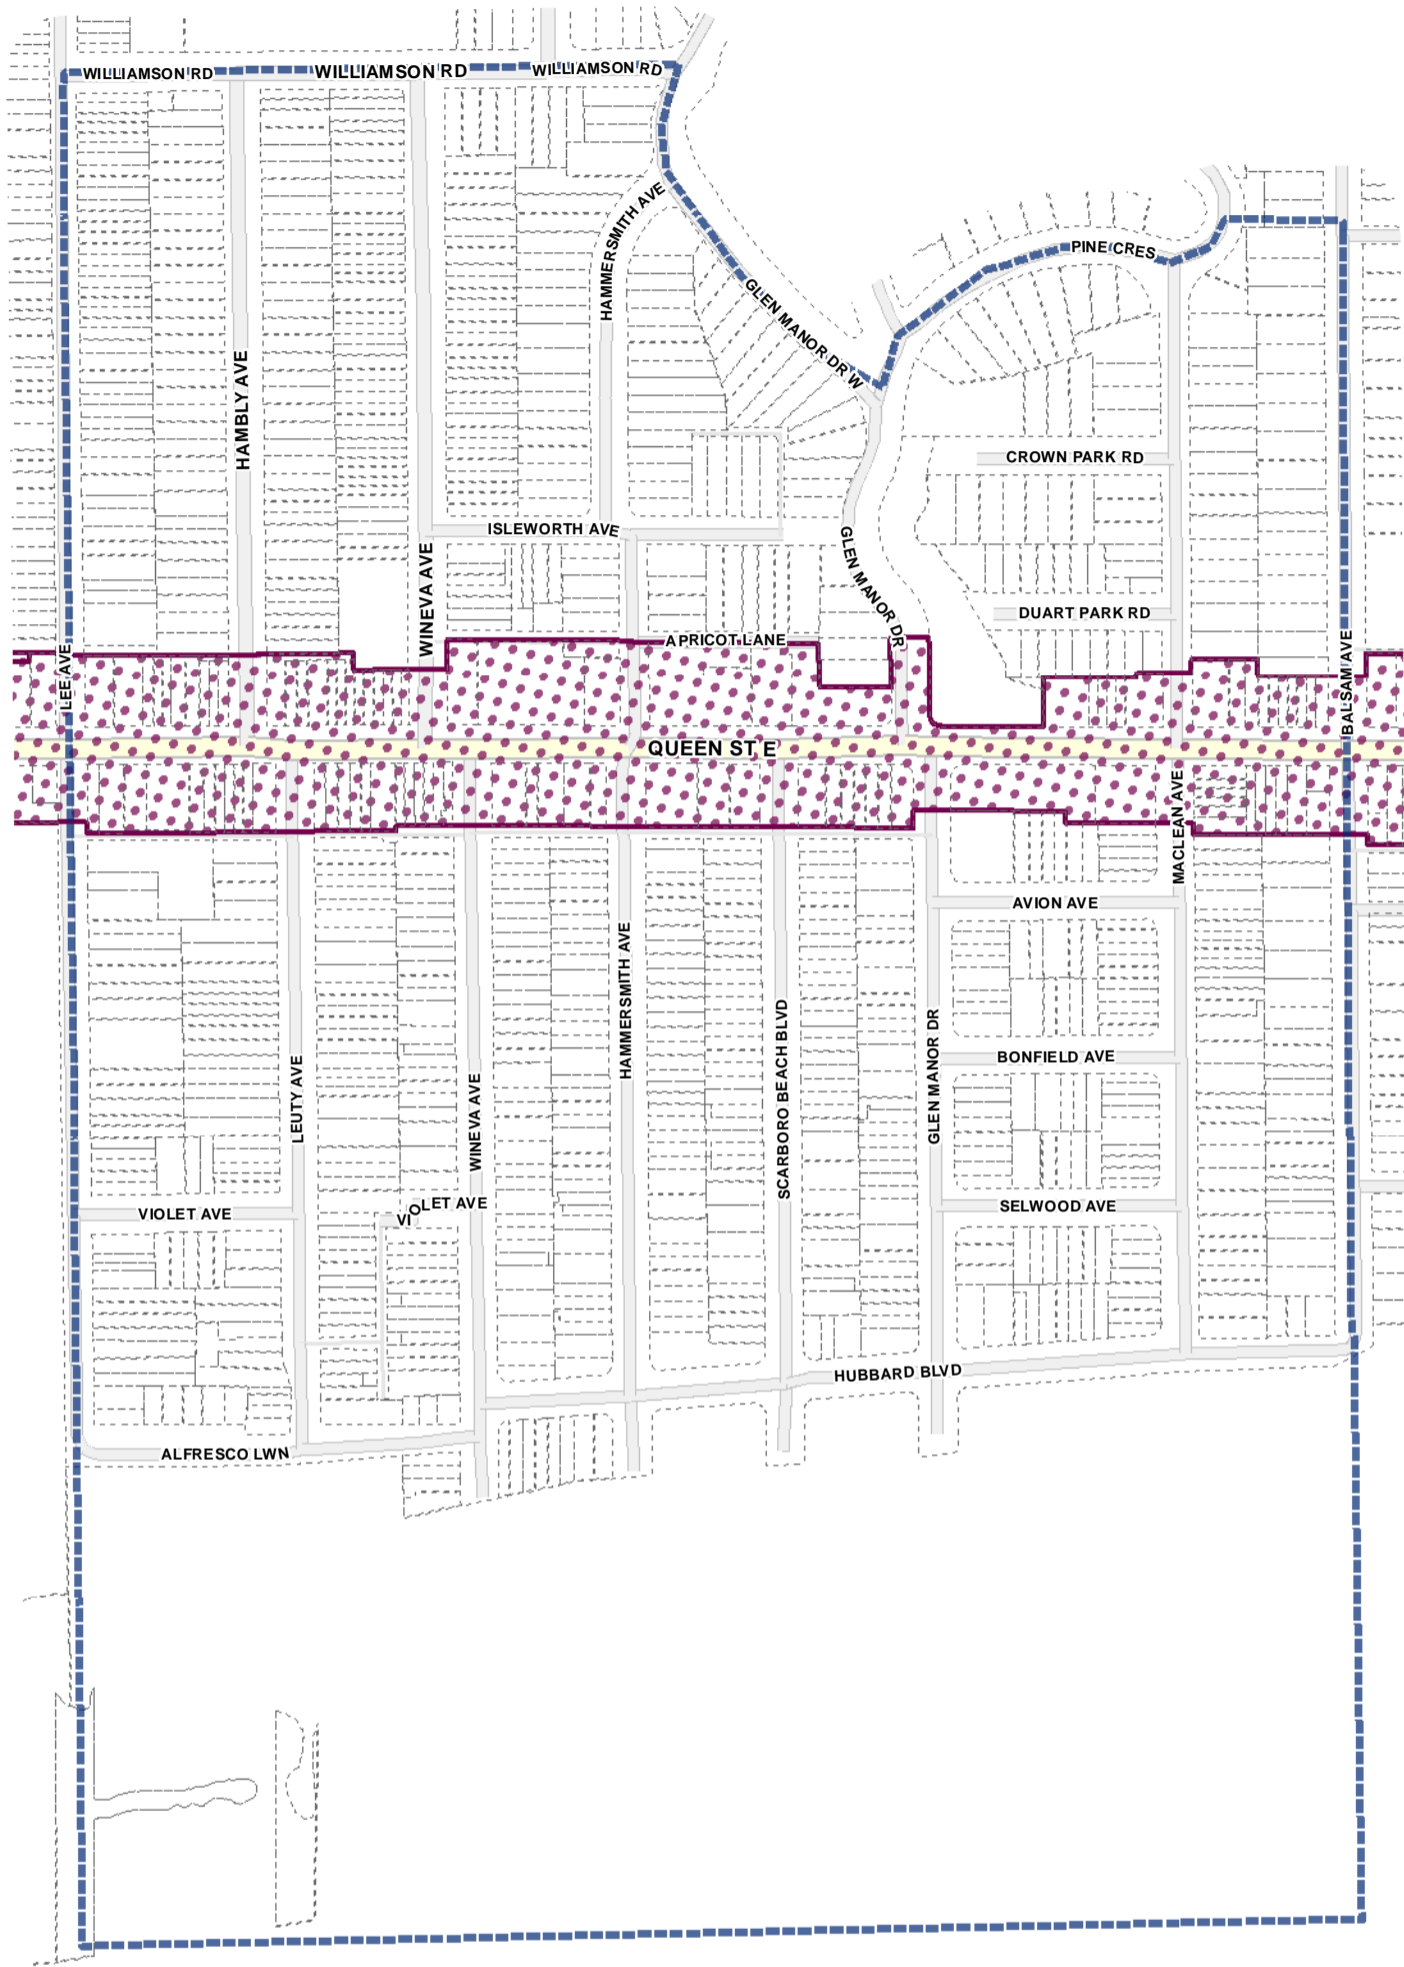 WILLIAMSON RD
WILLIAMSON RD
WILLIAMSON RD
HAMMERSMITH AVE
PINE CRES
GLEN MANOR DR W
HAMBLY AVE
CROWN PARK RD
ISLEWORTH AVE
WINEVA AVE
GLEN MANOR DR
DUART PARK RD
APRICOT LANE
LEE AVE
BALSAM AVE
QUEEN ST E
MACLEAN AVE
AVION AVE
HAMMERSMITH AVE
SCARBORO BEACH BLVD
GLEN MANOR DR
BONFIELD AVE
LEUTY AVE
WINEVA AVE
VIOLET AVE
VIOLET AVE
SELWOOD AVE
HUBBARD BLVD
ALFRESCO LWN